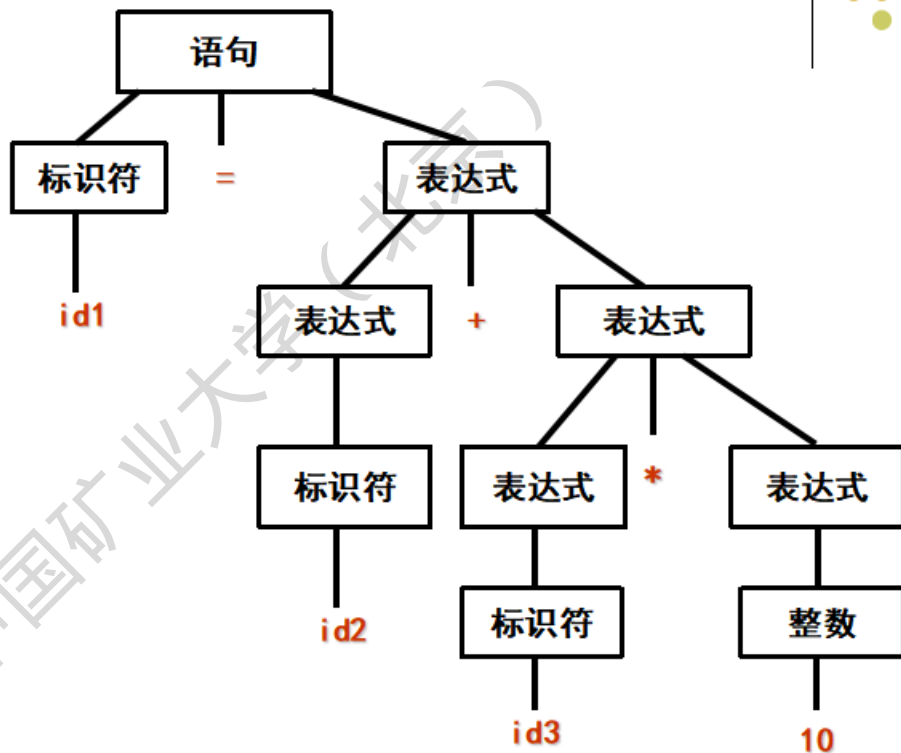 语句
标识符 = 表达式
id1 表达式 + 表达式
标识符 表达式 * 表达式
id2 标识符 整数
id3 10
中国矿业大学（北京）